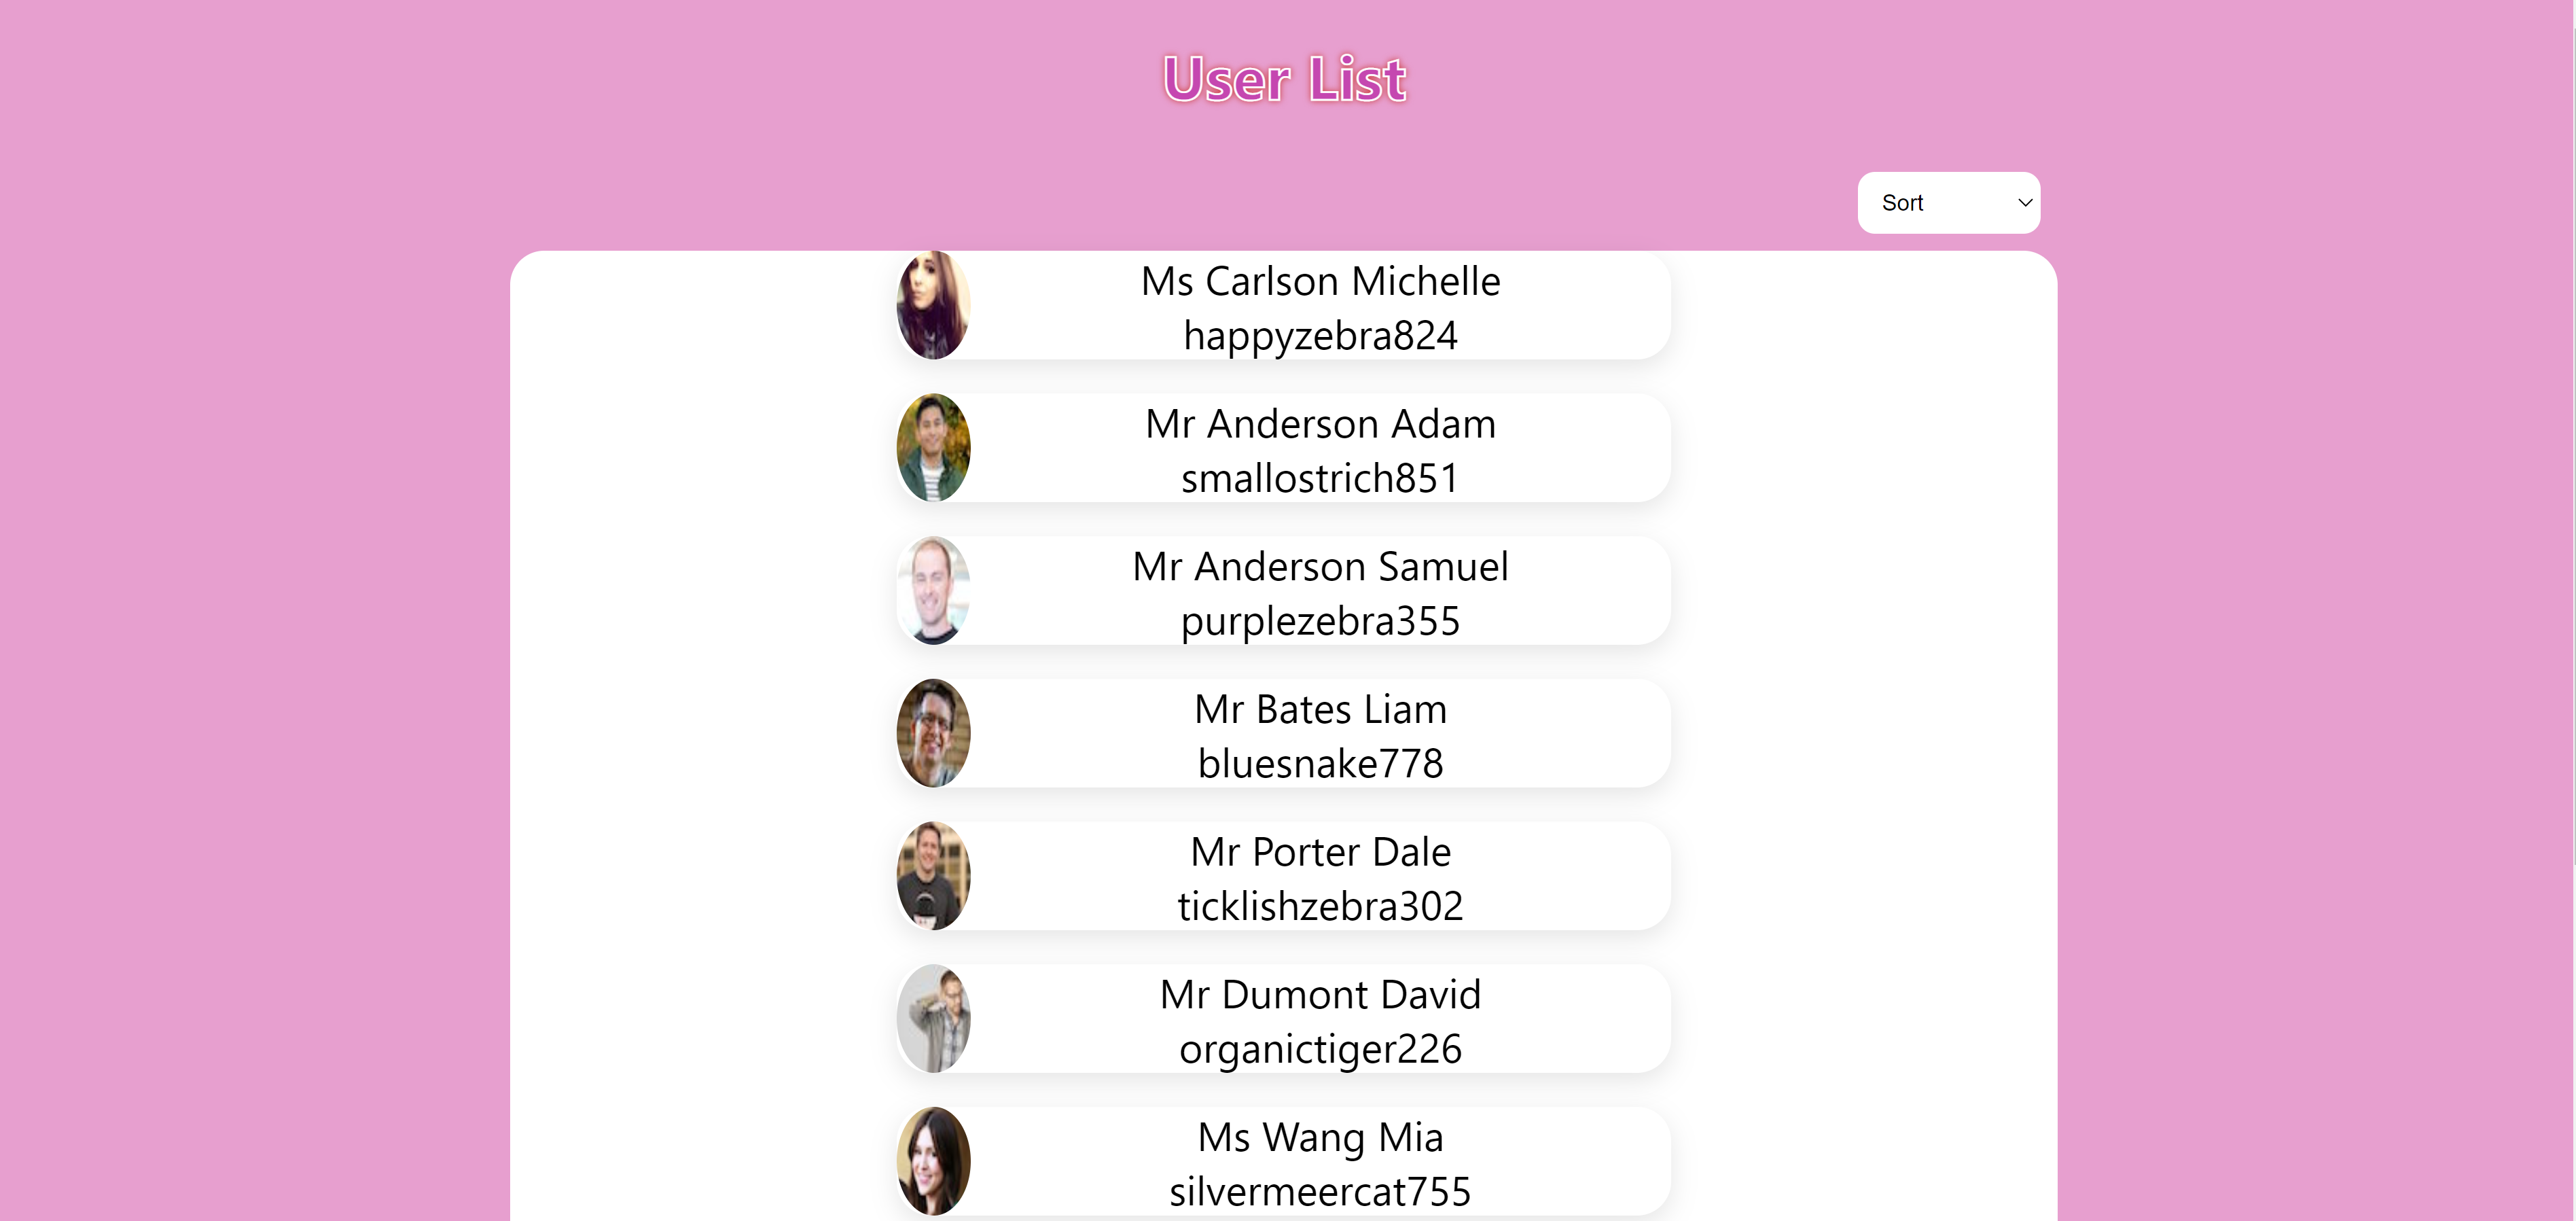 User List
Sort
Ms Carlson Michelle
happyzebra824
Mr Anderson Adam
smallostrich851
Mr Anderson Samuel
purplezebra355
Mr Bates Liam
bluesnake778
Mr Porter Dale
ticklishzebra302
Mr Dumont David
organictiger226
Ms Wang Mia
silvermeercat755